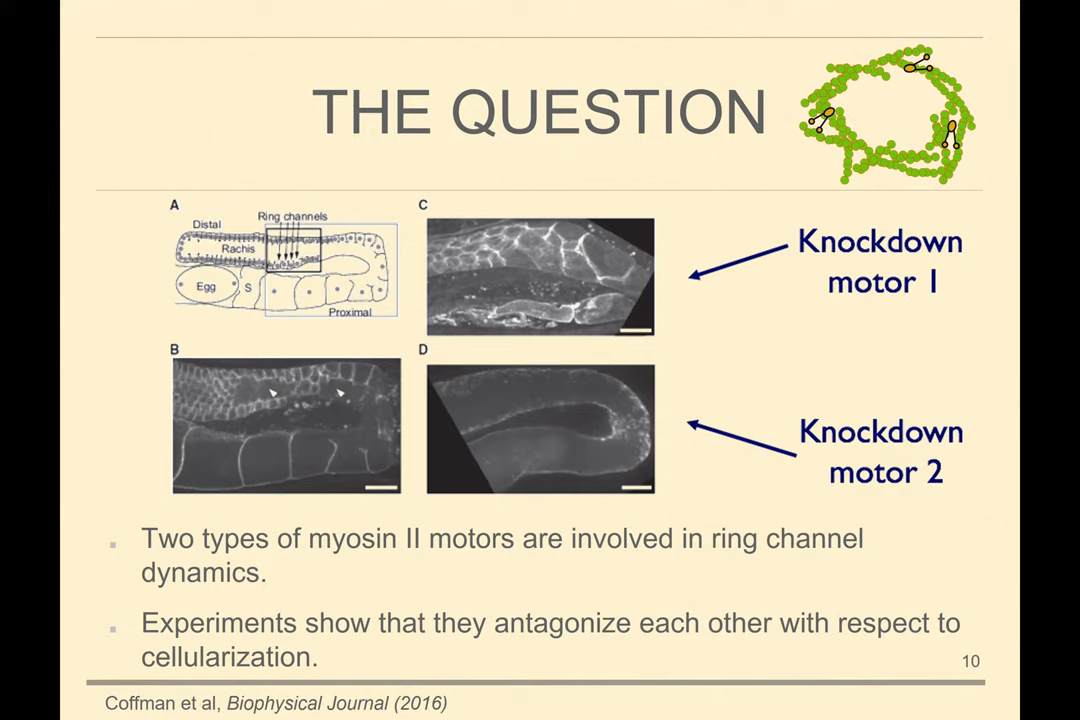 THE QUESTION
A
Distal
Ring channels
Rachis
Egg
S
Proximal
B
C
D
Knockdown
motor 1
Knockdown
motor 2
Two types of myosin II motors are involved in ring channel
dynamics.
Experiments show that they antagonize each other with respect to
cellularization.
10
Coffman et al, Biophysical Journal (2016)